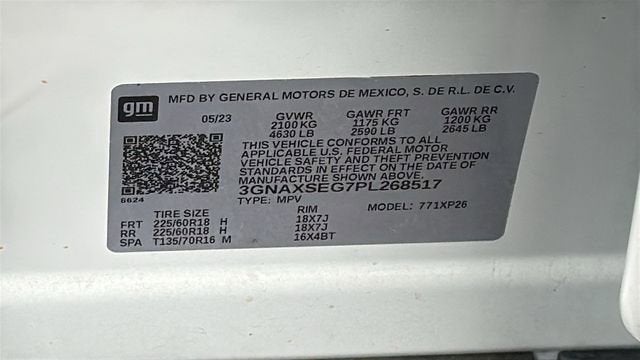 gm
MFD BY GENERAL MOTORS DE MEXICO, S. DE R.L. DE C.V.
05/23 GVWR GAWR FRT GAWR RR
2100 KG 1175 KG 1200 KG
4630 LB 2590 LB 2645 LB
THIS VEHICLE CONFORMS TO ALL
APPLICABLE U.S. FEDERAL MOTOR
VEHICLE SAFETY AND THEFT PREVENTION
STANDARDS IN EFFECT ON THE DATE OF
MANUFACTURE SHOWN ABOVE.
3GNAXSEG7PL268517
6624 TYPE: MPV MODEL: 771XP26
TIRE SIZE RIM
FRT 225/60R18 H 18X7J
RR 225/60R18 H 18X7J
SPA T135/70R16 M 16X4BT